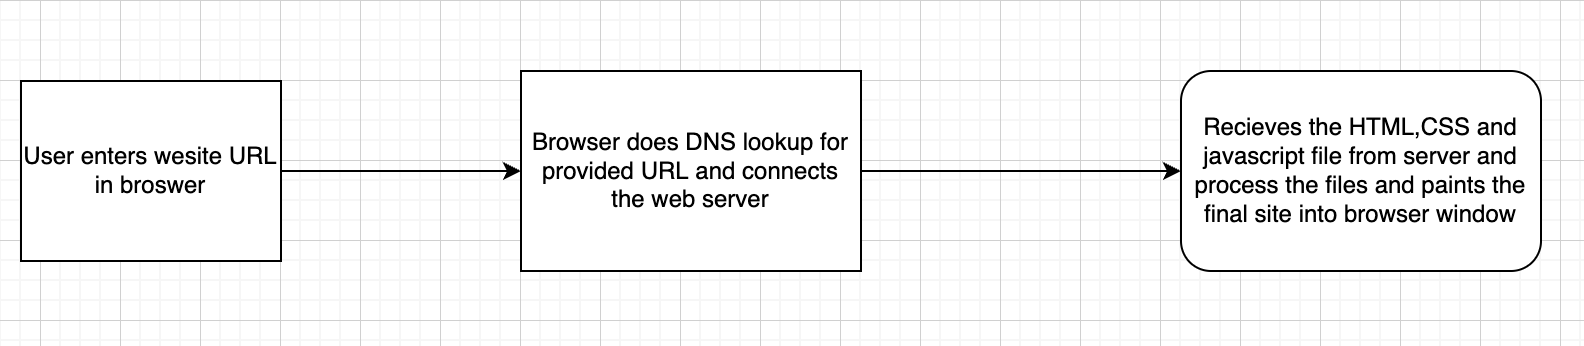 User enters wesite URL
in broswer
Browser does DNS lookup for
provided URL and connects
the web server
Recieves the HTML,CSS and
javascript file from server and
process the files and paints the
final site into browser window